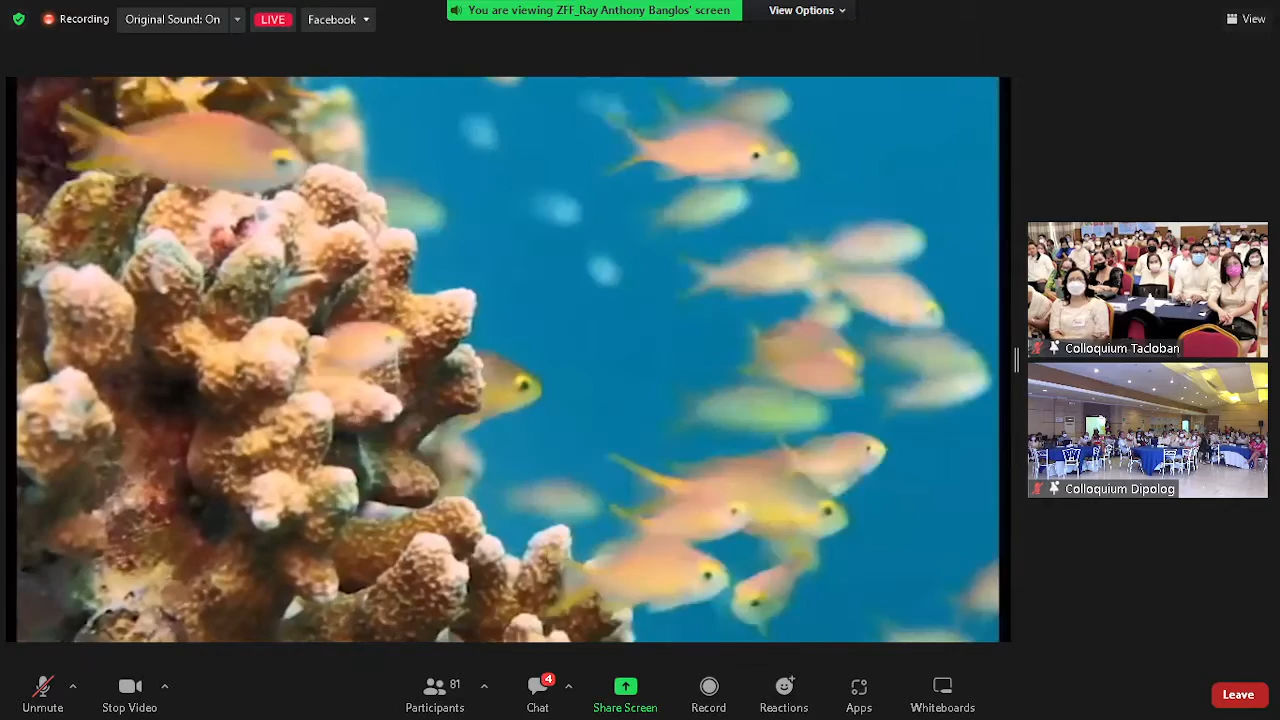 Recording
Original Sound: On
LIVE
Facebook
You are viewing ZFF_Ray Anthony Banglos' screen
View Options
View
Colloquium Tacloban
Colloquium Dipolog
Unmute
Stop Video
81
Participants
4
Chat
Share Screen
Record
Reactions
Apps
Whiteboards
Leave